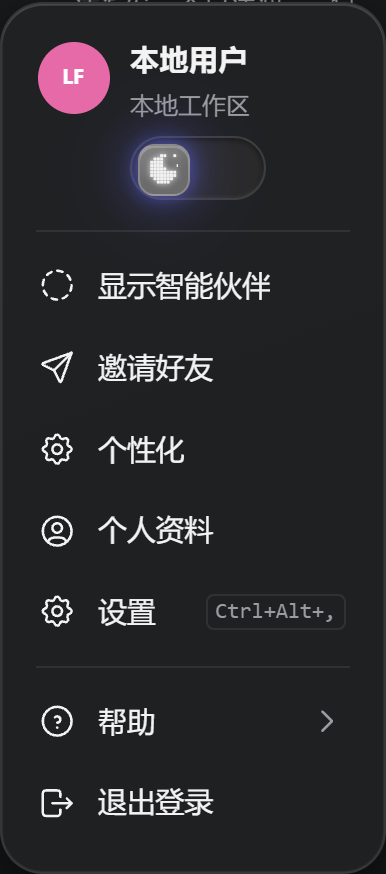 LF
本地用户
本地工作区
显示智能伙伴
邀请好友
个性化
个人资料
设置
Ctrl+Alt+,
帮助
退出登录